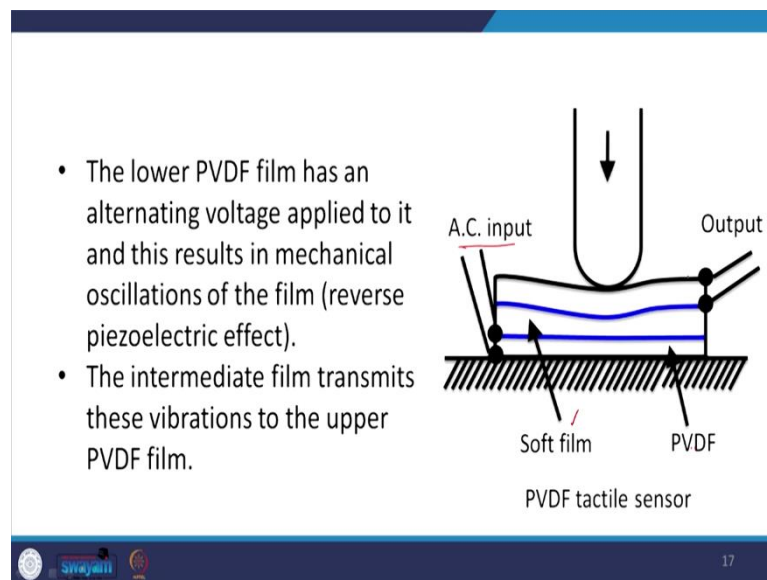 • The lower PVDF film has an
alternating voltage applied to it
and this results in mechanical
oscillations of the film (reverse
piezoelectric effect).
• The intermediate film transmits
these vibrations to the upper
PVDF film.
A.C. input
Output
Soft film
PVDF
PVDF tactile sensor
swayam
17